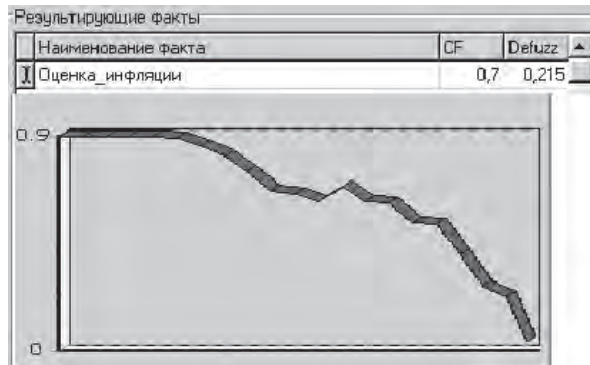 Результирующие факты
Наименование факта CF Defuzz
Оценка_инфляции 0,7 0,215
0.9
0